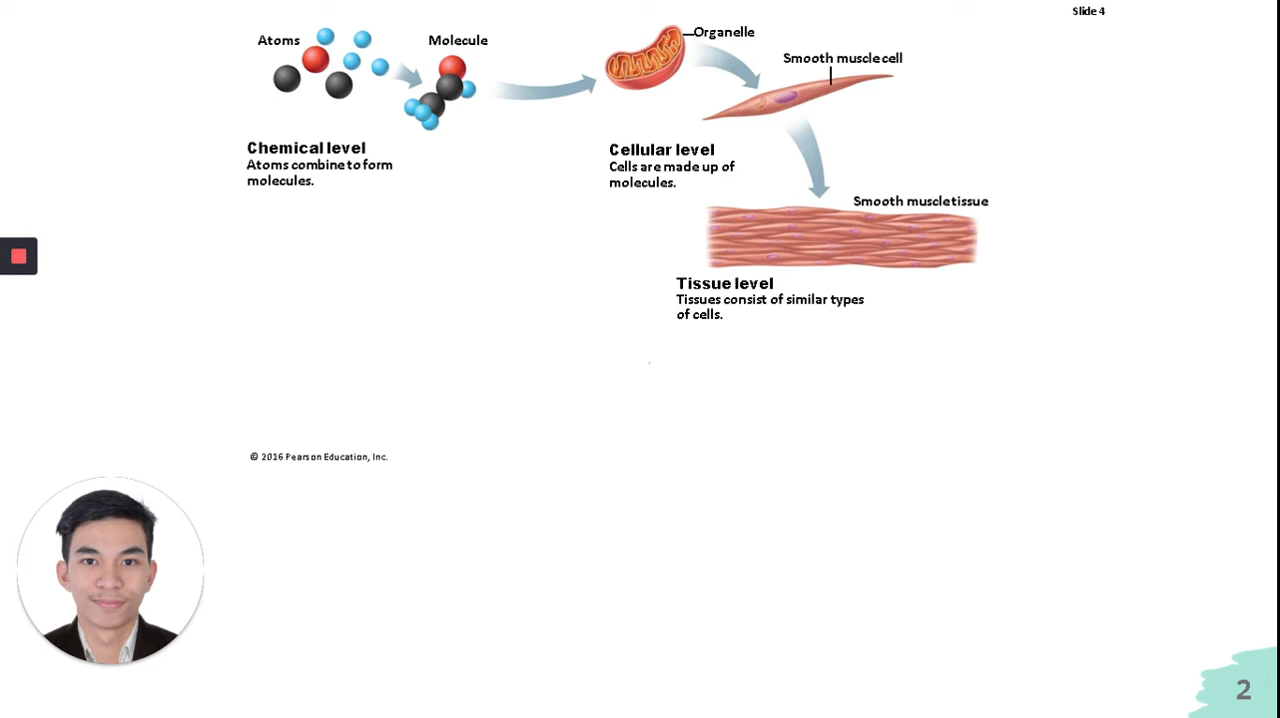 Slide 4
Atoms
Molecule
Organelle
Smooth muscle cell
Chemical level
Atoms combine to form
molecules.
Cellular level
Cells are made up of
molecules.
Smooth muscle tissue
Tissue level
Tissues consist of similar types
of cells.
© 2016 Pearson Education, Inc.
2